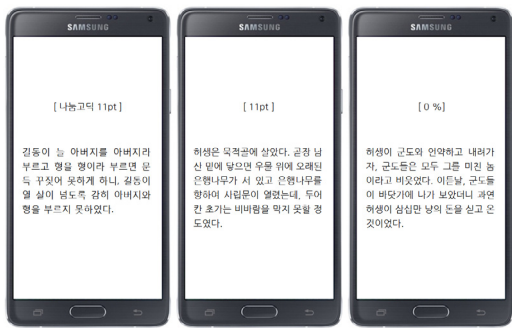 SAMSUNG
[ 나눔고딕 11pt ]
길동이 늘 아버지를 아버지라
부르고 형을 형이라 부르면 문
득 꾸짖어 못하게 하니, 길동이
열 살이 넘도록 감히 아버지와
형을 부르지 못하였다.
SAMSUNG
[ 11pt ]
허생은 묵적골에 살았다. 곧장 남
산 밑에 닿으면 우물 위에 오래된
은행나무가 서 있고 은행나무를
향하여 사립문이 열렸는데, 두어
칸 초가는 비바람을 막지 못할 정
도였다.
SAMSUNG
[ 0 %]
허생이 군도와 언약하고 내려가
자, 군도들은 모두 그를 미친 놈
이라고 비웃었다. 이튿날, 군도들
이 바닷가에 나가 보았더니 과연
허생이 삼십만 냥의 돈을 싣고 온
것이었다.